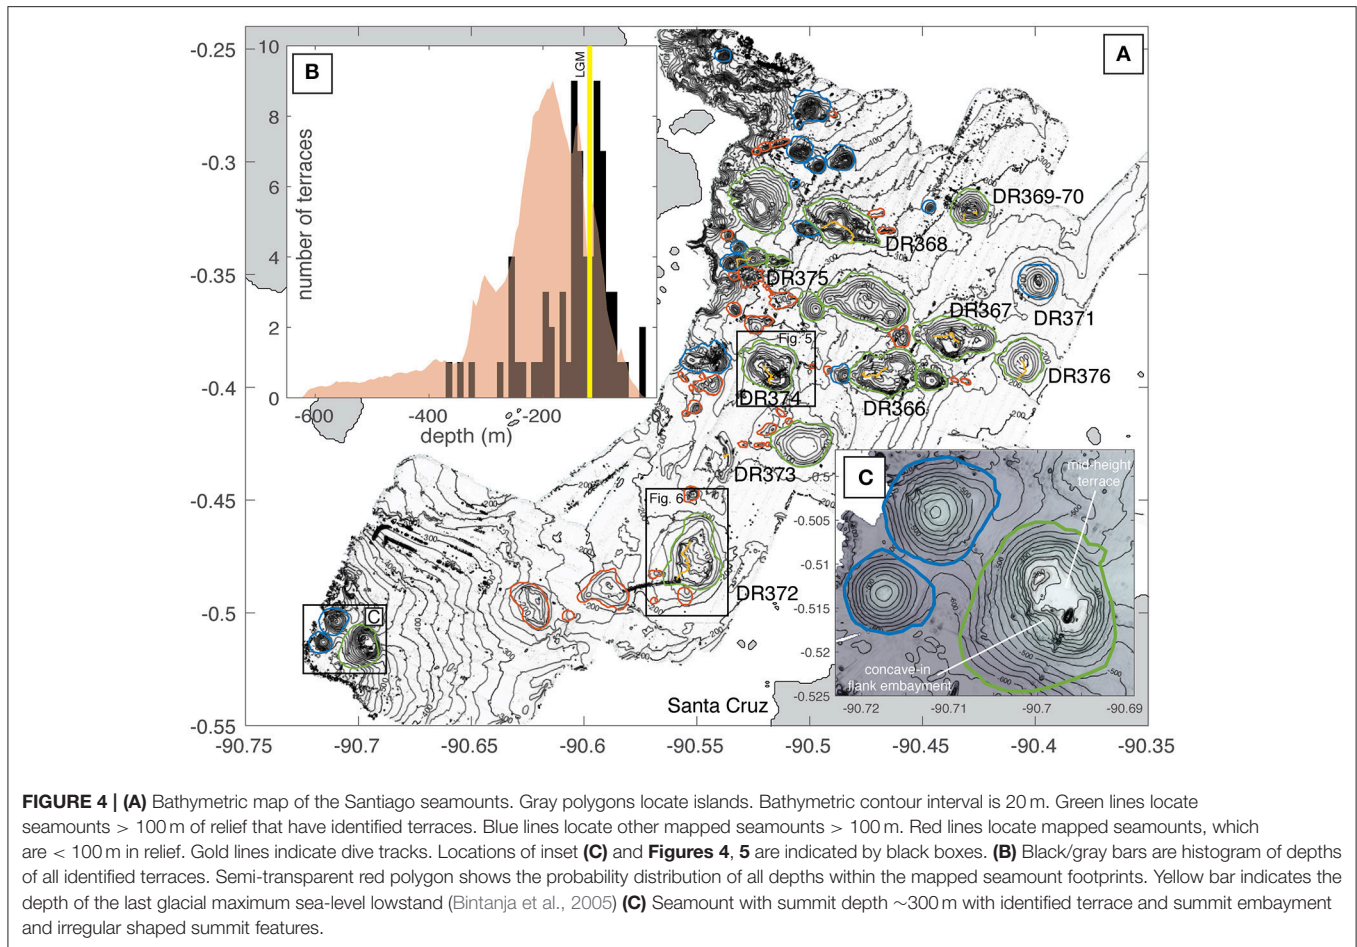 -0.25
-0.3
-0.35
-0.4
-0.45
-0.5
-0.55
-90.75
-90.7
-90.65
-90.6
-90.55
-90.5
-90.45
-90.4
-90.35
A
B
10
8
6
4
2
0
number of terraces
LGM
-600
-400
-200
0
depth (m)
DR369-70
DR368
DR375
DR367
DR371
Fig. 5
DR374
DR366
DR376
DR373
Fig. 6
DR372
C
Santa Cruz
C
mid-height
terrace
concave-in
flank embayment
-0.5
-0.505
-0.51
-0.515
-0.52
-0.525
-90.72
-90.71
-90.7
-90.69
FIGURE 4 | (A) Bathymetric map of the Santiago seamounts. Gray polygons locate islands. Bathymetric contour interval is 20 m. Green lines locate
seamounts > 100 m of relief that have identified terraces. Blue lines locate other mapped seamounts > 100 m. Red lines locate mapped seamounts, which
are < 100 m in relief. Gold lines indicate dive tracks. Locations of inset (C) and Figures 4, 5 are indicated by black boxes. (B) Black/gray bars are histogram of depths
of all identified terraces. Semi-transparent red polygon shows the probability distribution of all depths within the mapped seamount footprints. Yellow bar indicates the
depth of the last glacial maximum sea-level lowstand (Bintanja et al., 2005) (C) Seamount with summit depth ~300 m with identified terrace and summit embayment
and irregular shaped summit features.